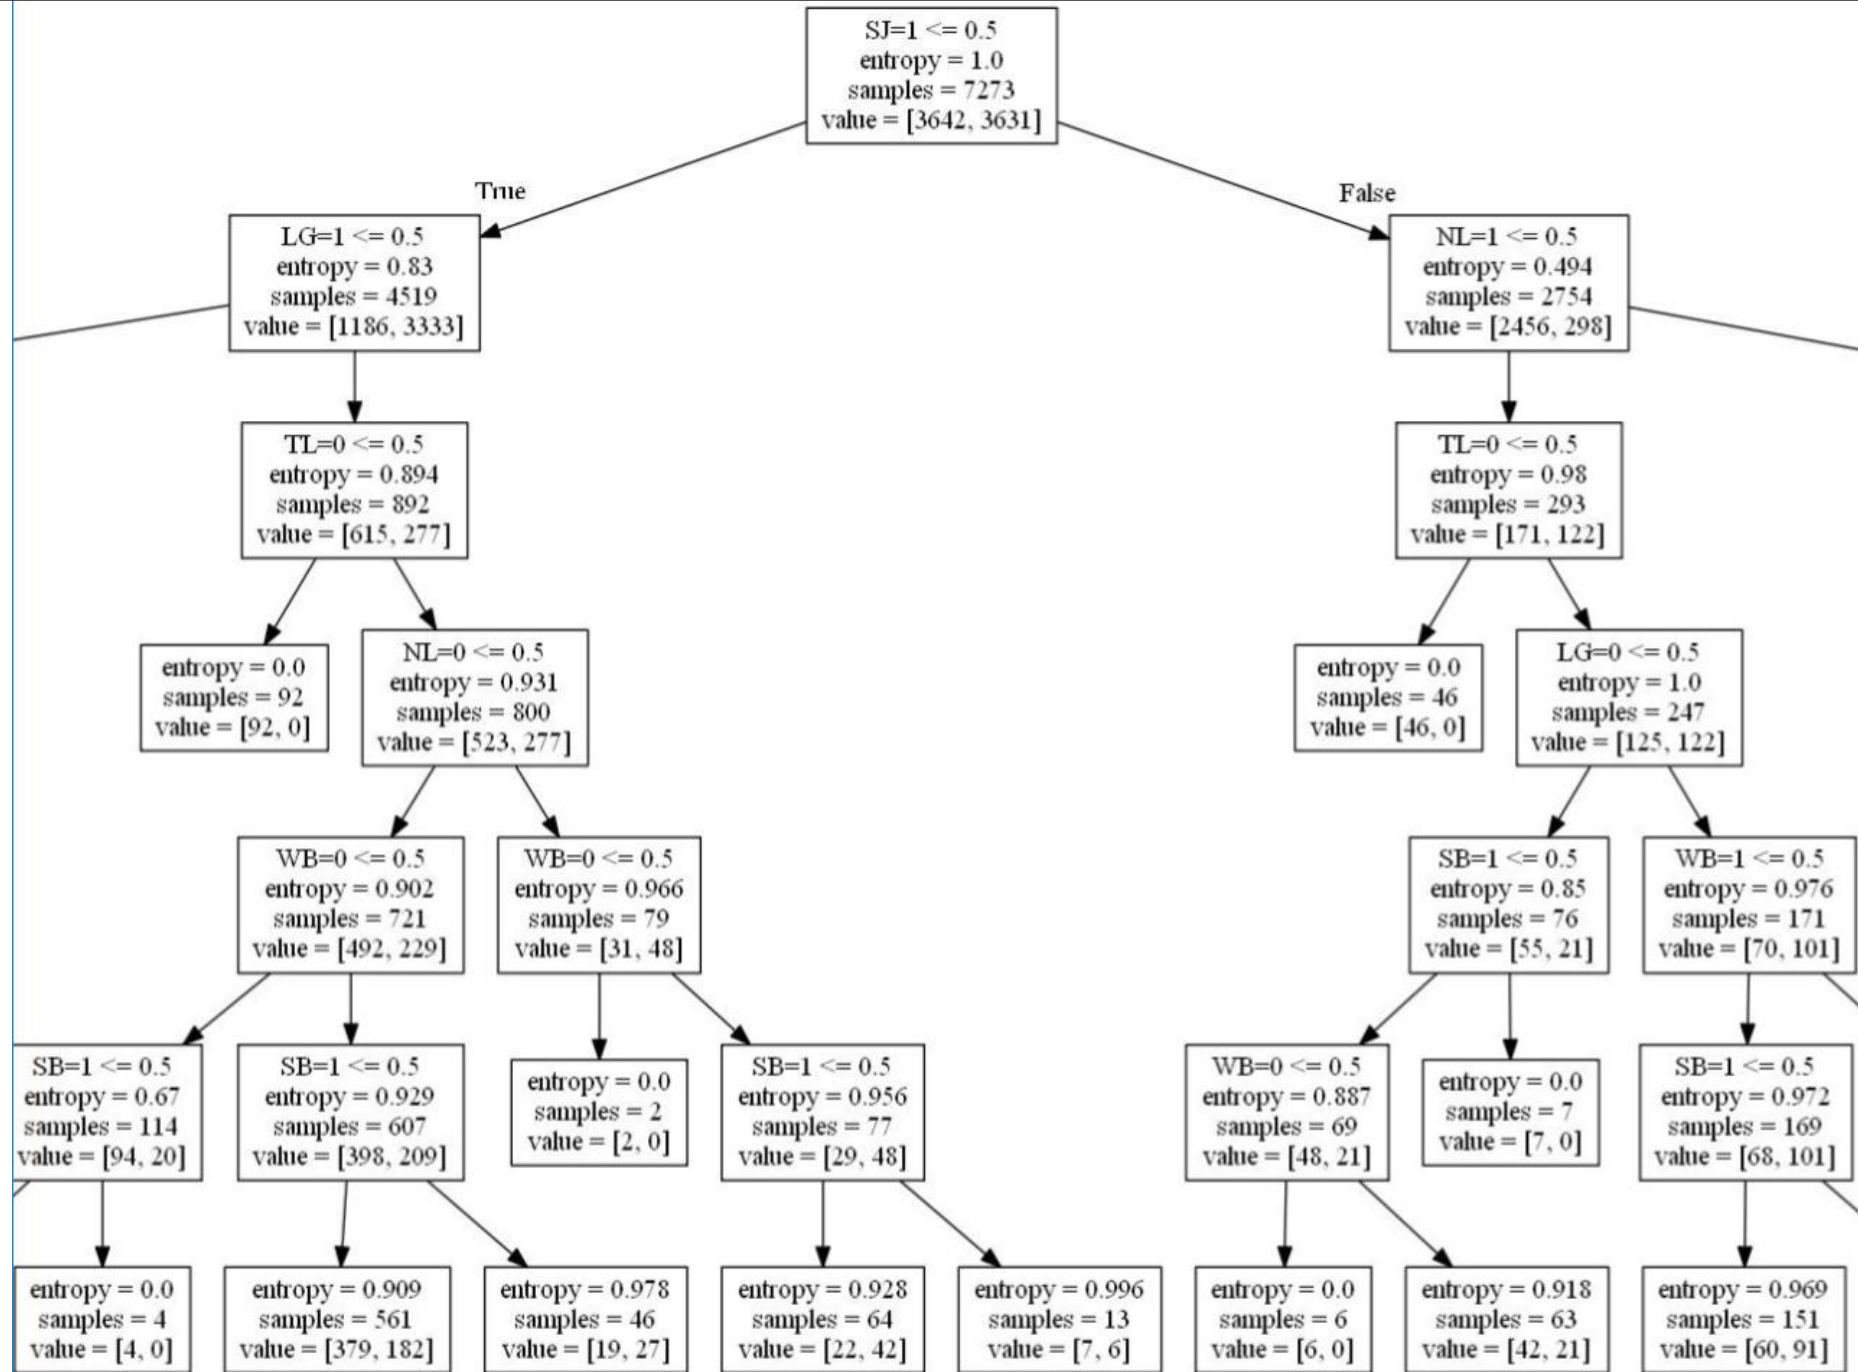 SJ=1 <= 0.5
entropy = 1.0
samples = 7273
value = [3642, 3631]
True
False
LG=1 <= 0.5
entropy = 0.83
samples = 4519
value = [1186, 3333]
NL=1 <= 0.5
entropy = 0.494
samples = 2754
value = [2456, 298]
TL=0 <= 0.5
entropy = 0.894
samples = 892
value = [615, 277]
TL=0 <= 0.5
entropy = 0.98
samples = 293
value = [171, 122]
entropy = 0.0
samples = 92
value = [92, 0]
NL=0 <= 0.5
entropy = 0.931
samples = 800
value = [523, 277]
entropy = 0.0
samples = 46
value = [46, 0]
LG=0 <= 0.5
entropy = 1.0
samples = 247
value = [125, 122]
WB=0 <= 0.5
entropy = 0.902
samples = 721
value = [492, 229]
WB=0 <= 0.5
entropy = 0.966
samples = 79
value = [31, 48]
SB=1 <= 0.5
entropy = 0.85
samples = 76
value = [55, 21]
WB=1 <= 0.5
entropy = 0.976
samples = 171
value = [70, 101]
SB=1 <= 0.5
entropy = 0.67
samples = 114
value = [94, 20]
SB=1 <= 0.5
entropy = 0.929
samples = 607
value = [398, 209]
entropy = 0.0
samples = 2
value = [2, 0]
SB=1 <= 0.5
entropy = 0.956
samples = 77
value = [29, 48]
WB=0 <= 0.5
entropy = 0.887
samples = 69
value = [48, 21]
entropy = 0.0
samples = 7
value = [7, 0]
SB=1 <= 0.5
entropy = 0.972
samples = 169
value = [68, 101]
entropy = 0.0
samples = 4
value = [4, 0]
entropy = 0.909
samples = 561
value = [379, 182]
entropy = 0.978
samples = 46
value = [19, 27]
entropy = 0.928
samples = 64
value = [22, 42]
entropy = 0.996
samples = 13
value = [7, 6]
entropy = 0.0
samples = 6
value = [6, 0]
entropy = 0.918
samples = 63
value = [42, 21]
entropy = 0.969
samples = 151
value = [60, 91]